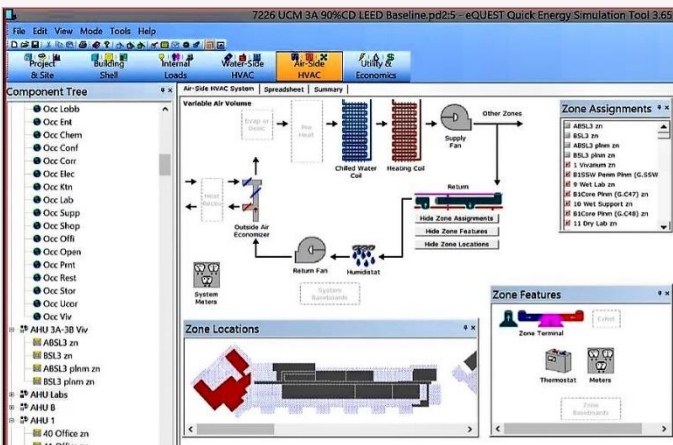 7226 UCM 3A 90%CD LEED Baseline.pd2:5 - eQUEST Quick Energy Simulation Tool 3.65
File Edit View Mode Tools Help
Project & Site
Building Shell
Internal Loads
Water-Side HVAC
Air-Side HVAC
Utility & Economics
Component Tree
Occ Lobb
Occ Ent
Occ Chem
Occ Conf
Occ Corr
Occ Elec
Occ Ktn
Occ Lab
Occ Supp
Occ Shop
Occ Offi
Occ Open
Occ Prnt
Occ Rest
Occ Stor
Occ Ucor
Occ Viv
AHU 3A-3B Viv
ABSL3 zn
BSL3 zn
ABSL3 plnm zn
BSL3 plnm zn
AHU Labs
AHU B
AHU 1
40 Office zn
Air-Side HVAC System Spreadsheet Summary
Variable Air Volume
Evap or Desic
Pre Heat
Chilled Water Coil
Heating Coil
Supply Fan
Other Zones
Heat Recov
Outside Air Economizer
Return
Hide Zone Assignments
Hide Zone Features
Hide Zone Locations
Return Fan
Humidistat
System Meters
System Baseboards
Zone Assignments
ABSL3 zn
BSL3 zn
ABSL3 plnm zn
BSL3 plnm zn
1 Vivarium zn
B1SSW Perim Plnm (G.SSW
9 Wet Lab zn
B1Core Plnm (G.C47) zn
10 Wet Support zn
B1Core Plnm (G.C48) zn
11 Dry Lab zn
Zone Locations
Zone Features
Zone Terminal
Thermostat
Meters
Zone Baseboards